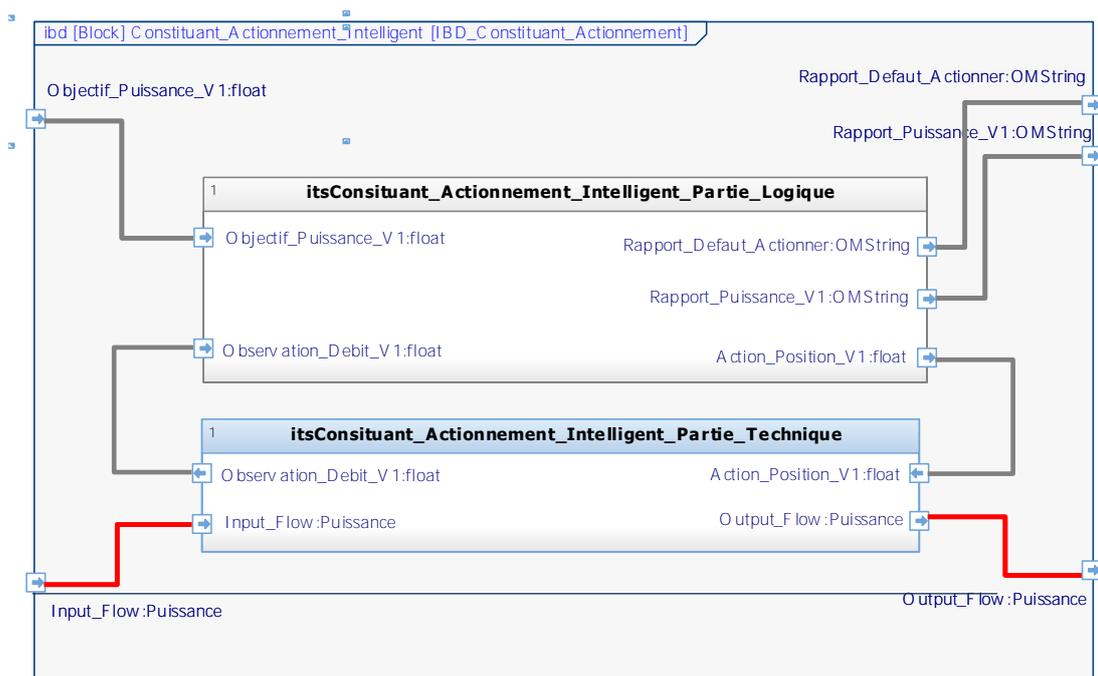 ibd [Block] Constituant_Actionnement_Intelligent [IBD_Constituant_Actionnement]
Rapport_Defaut_Actionner:OMString
Objectif_Puissance_V1:float
Rapport_Puissance_V1:OMString
1 itsConsituant_Actionnement_Intelligent_Partie_Logique
Objectif_Puissance_V1:float
Rapport_Defaut_Actionner:OMString
Rapport_Puissance_V1:OMString
Observation_Debit_V1:float
Action_Position_V1:float
1 itsConsituant_Actionnement_Intelligent_Partie_Technique
Observation_Debit_V1:float
Action_Position_V1:float
Input_Flow:Puissance
Output_Flow:Puissance
Input_Flow:Puissance
Output_Flow:Puissance